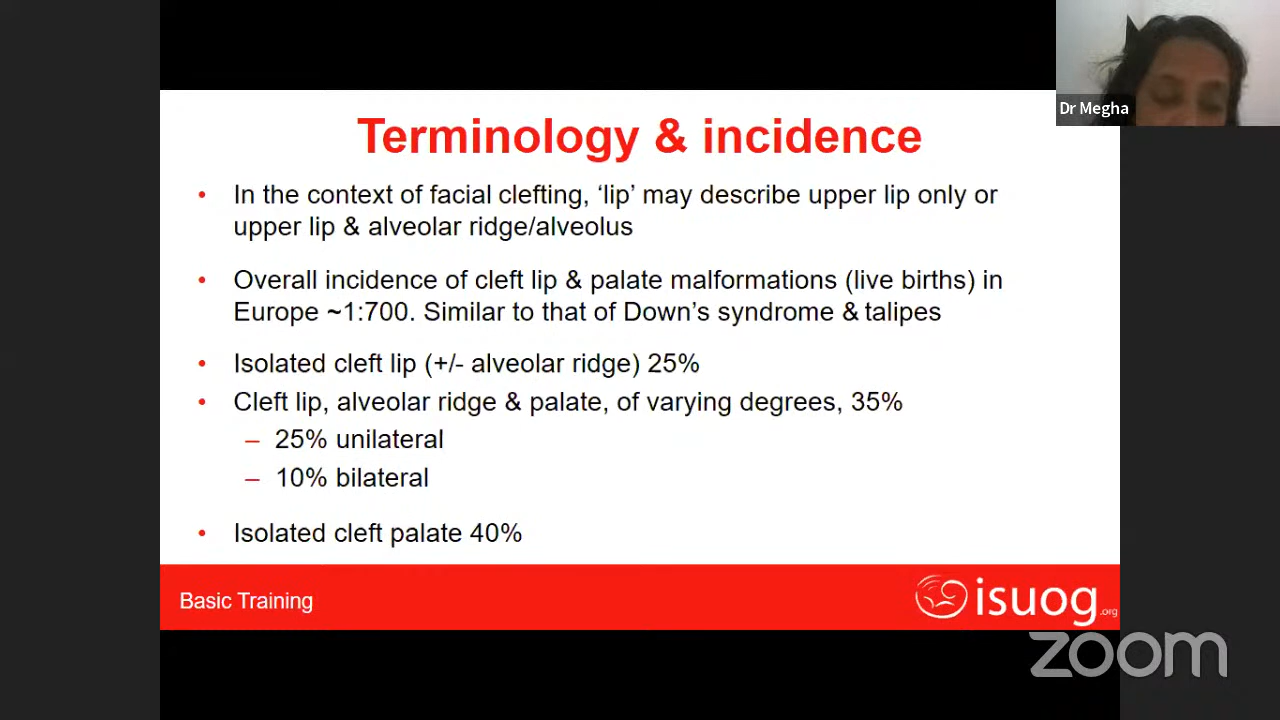 Dr Megha
Terminology & incidence
• In the context of facial clefting, ‘lip’ may describe upper lip only or
upper lip & alveolar ridge/alveolus
• Overall incidence of cleft lip & palate malformations (live births) in
Europe ~1:700. Similar to that of Down’s syndrome & talipes
• Isolated cleft lip (+/- alveolar ridge) 25%
• Cleft lip, alveolar ridge & palate, of varying degrees, 35%
– 25% unilateral
– 10% bilateral
• Isolated cleft palate 40%
Basic Training
isuog.org
zoom